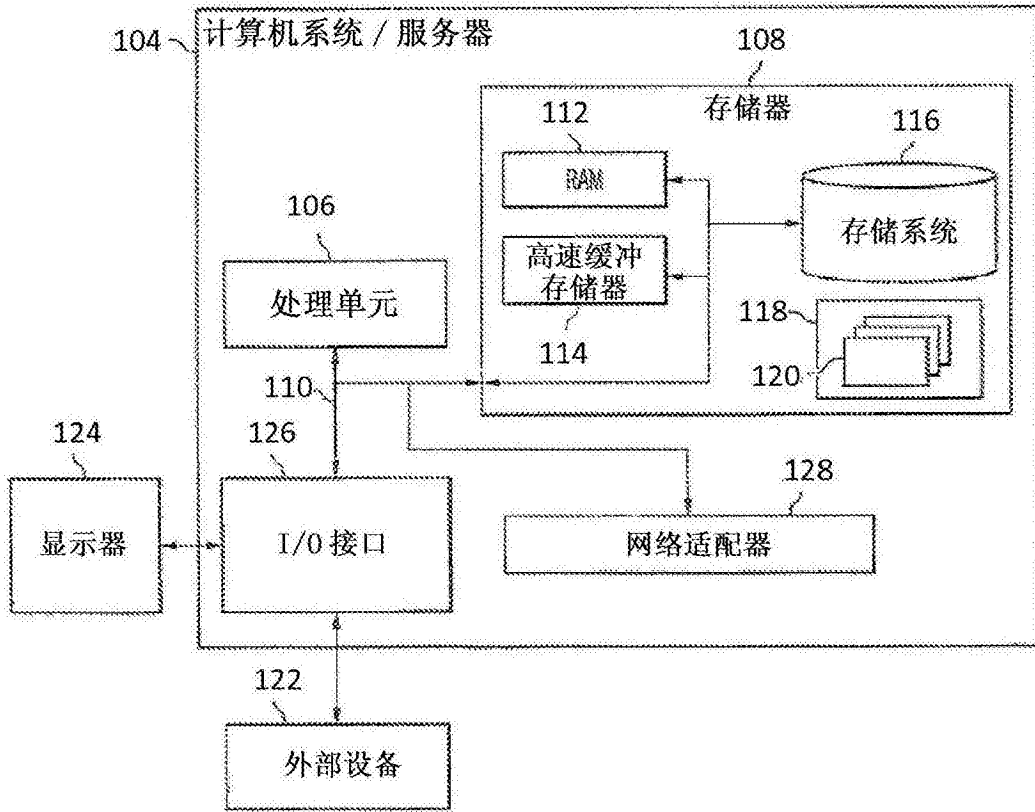 104
计算机系统 / 服务器
108
存储器
112
RAM
116
存储系统
高速缓冲
存储器
114
118
120
106
处理单元
110
124
显示器
126
I/O 接口
128
网络适配器
122
外部设备